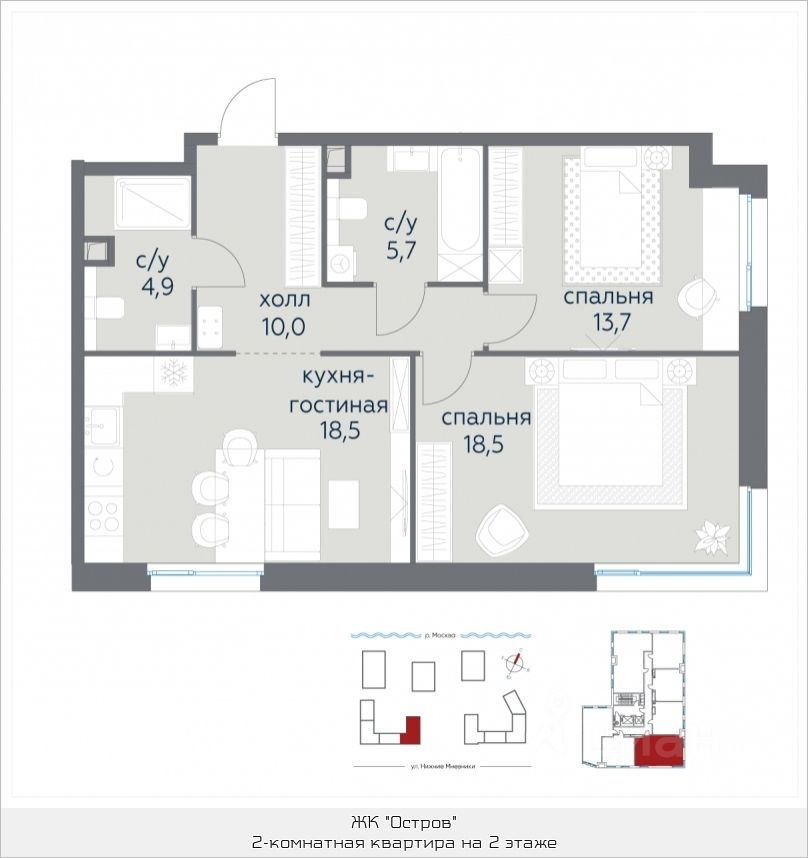 с/у
4,9
холл
10,0
с/у
5,7
спальня
13,7
кухня-
гостиная
18,5
спальня
18,5
р. Москва
ул. Нижние Мневники
ЖК "Остров"
2-комнатная квартира на 2 этаже